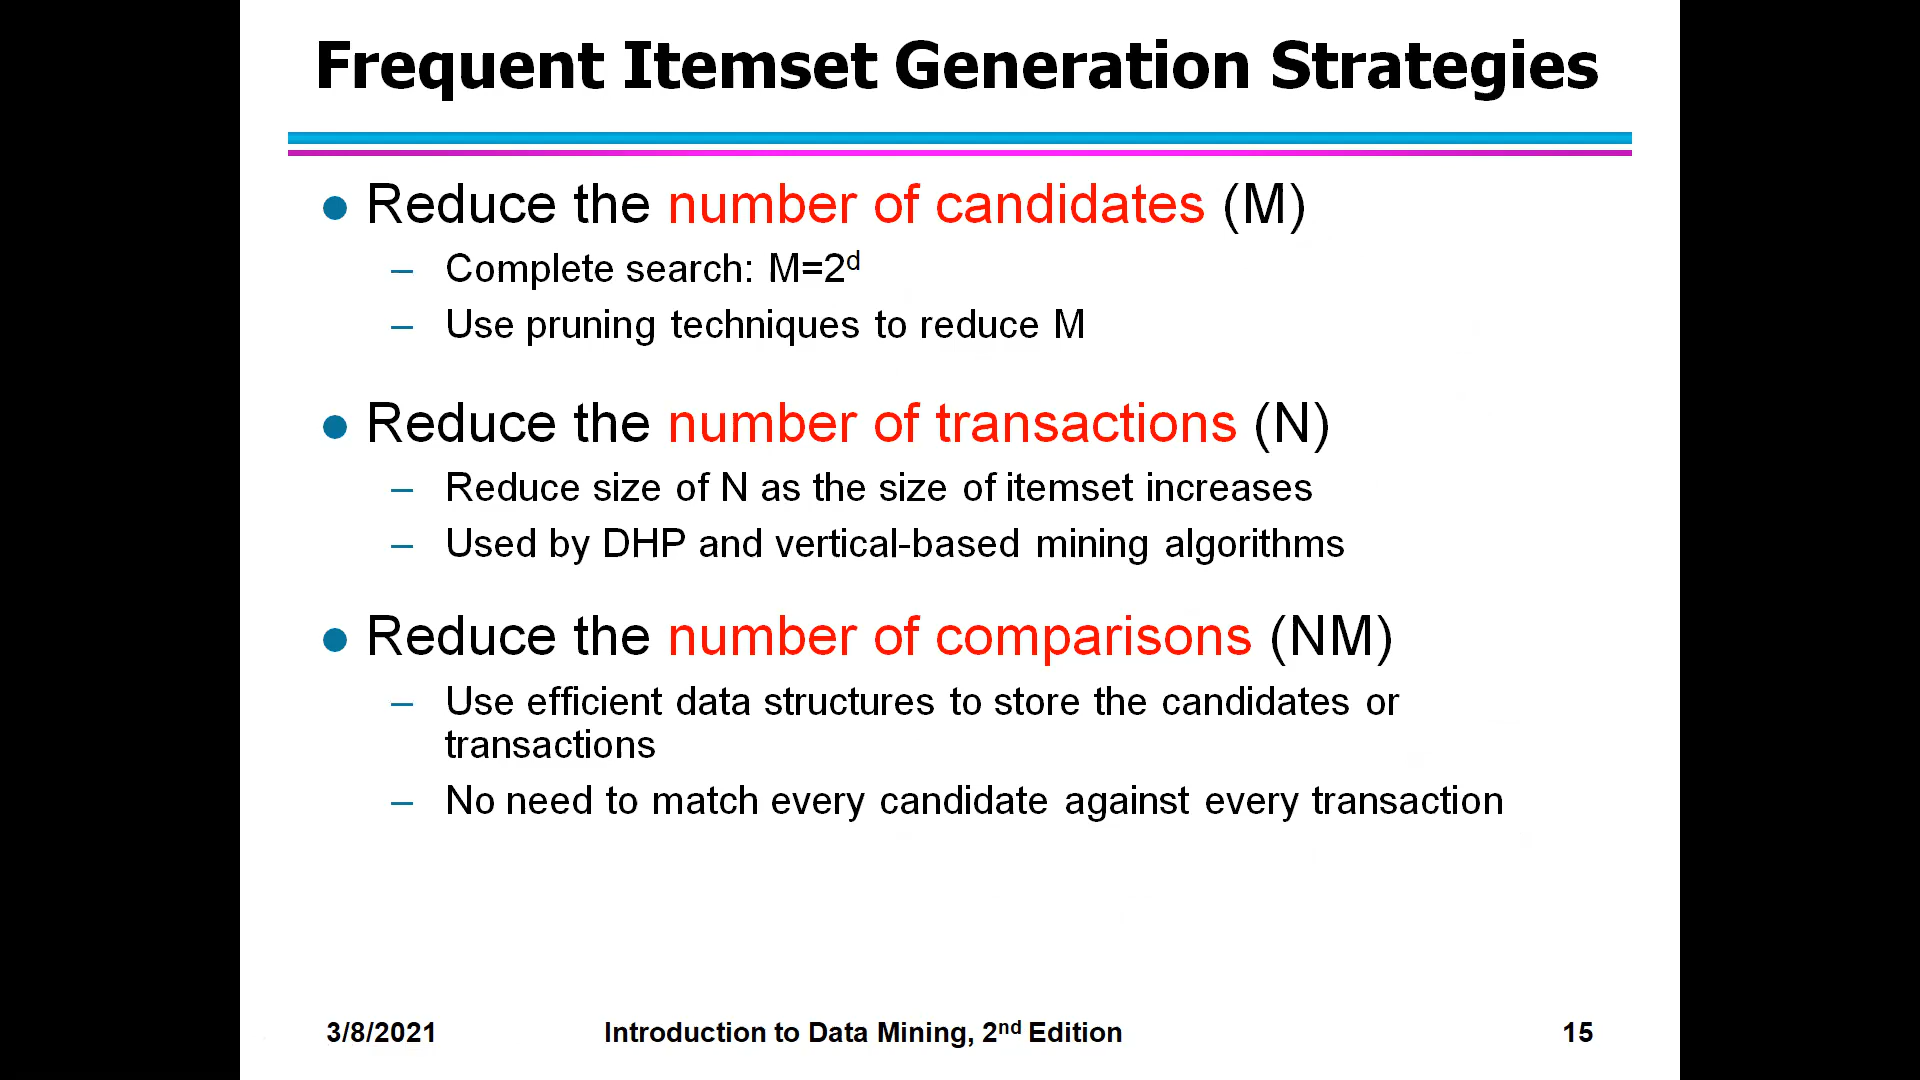 Frequent Itemset Generation Strategies
● Reduce the number of candidates (M)
– Complete search: M=2ᵈ
– Use pruning techniques to reduce M
● Reduce the number of transactions (N)
– Reduce size of N as the size of itemset increases
– Used by DHP and vertical-based mining algorithms
● Reduce the number of comparisons (NM)
– Use efficient data structures to store the candidates or
transactions
– No need to match every candidate against every transaction
3/8/2021 Introduction to Data Mining, 2ⁿᵈ Edition 15